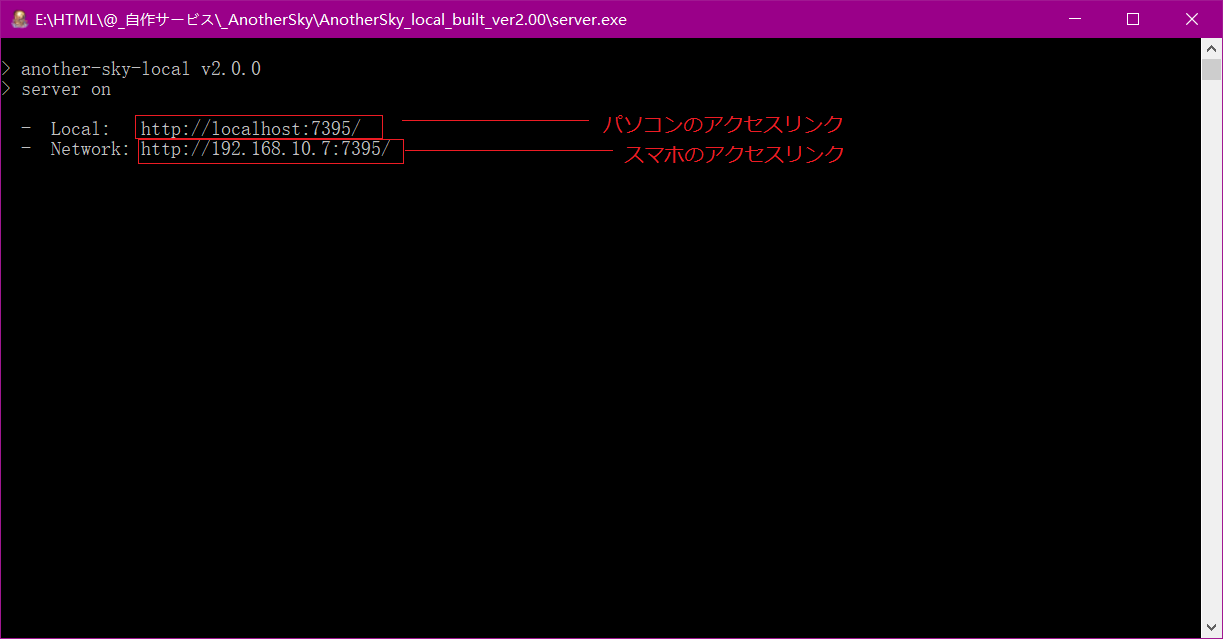 E:\HTML\@_自作サービス\_AnotherSky\AnotherSky_local_built_ver2.00\server.exe
> another-sky-local v2.0.0
> server on
- Local: http://localhost:7395/ パソコンのアクセスリンク
- Network: http://192.168.10.7:7395/ スマホのアクセスリンク